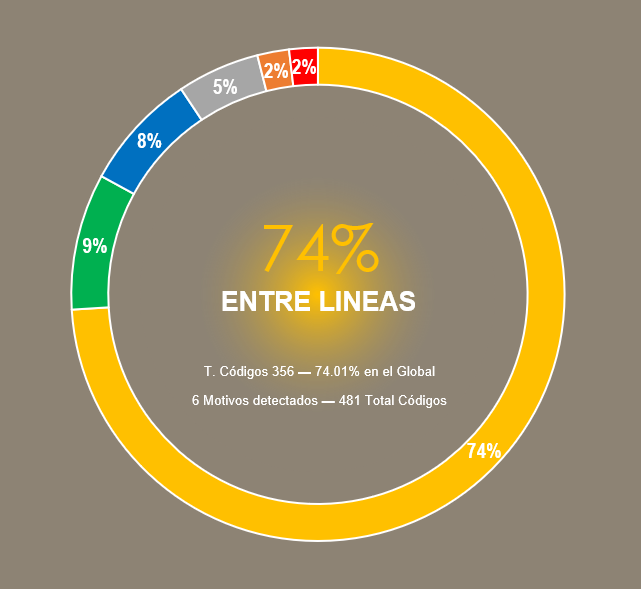 2%
2%
5%
8%
9%
74%
ENTRE LINEAS
T. Códigos 356 — 74.01% en el Global
6 Motivos detectados — 481 Total Códigos
74%